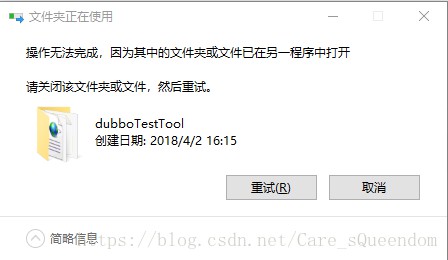 文件夹正在使用
操作无法完成，因为其中的文件夹或文件已在另一程序中打开
请关闭该文件夹或文件，然后重试。
dubboTestTool
创建日期: 2018/4/2 16:15
重试(R) 取消
简略信息 https://blog.csdn.net/Care_sQueendom